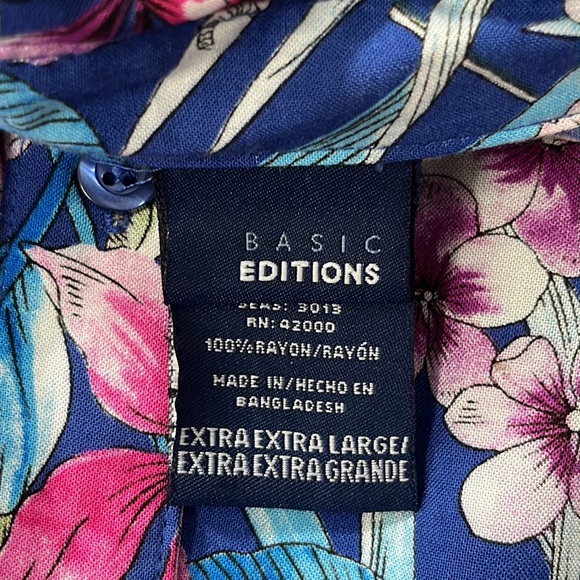 BASIC
EDITIONS
SEAS: 3013
RN: 42000
100% RAYON/RAYÓN
MADE IN/HECHO EN
BANGLADESH
EXTRA EXTRA LARGE/
EXTRA EXTRA GRANDE